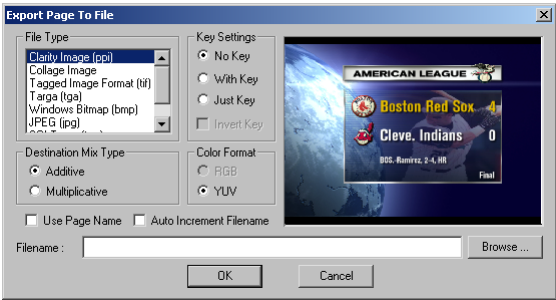 Export Page To File
File Type
Clarity Image (ppi)
Collage Image
Tagged Image Format (tif)
Targa (tga)
Windows Bitmap (bmp)
JPEG (jpg)
Key Settings
No Key
With Key
Just Key
Invert Key
Destination Mix Type
Additive
Multiplicative
Color Format
RGB
YUV
AMERICAN LEAGUE
Boston Red Sox 4
Cleve. Indians 0
BOS.-Ramirez, 2-4, HR
Final
Use Page Name
Auto Increment Filename
Filename :
Browse ...
OK
Cancel